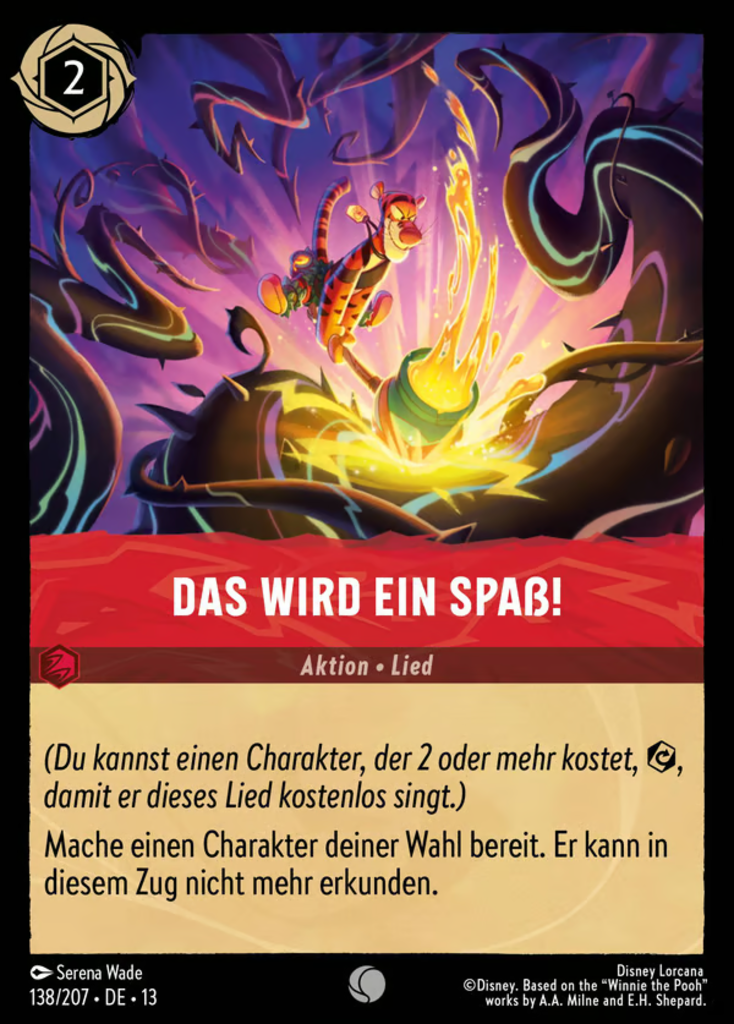 2
DAS WIRD EIN SPAß!
Aktion • Lied
(Du kannst einen Charakter, der 2 oder mehr kostet, ,
damit er dieses Lied kostenlos singt.)
Mache einen Charakter deiner Wahl bereit. Er kann in
diesem Zug nicht mehr erkunden.
Serena Wade
138/207 • DE • 13
Disney Lorcana
©Disney. Based on the “Winnie the Pooh”
works by A.A. Milne and E.H. Shepard.